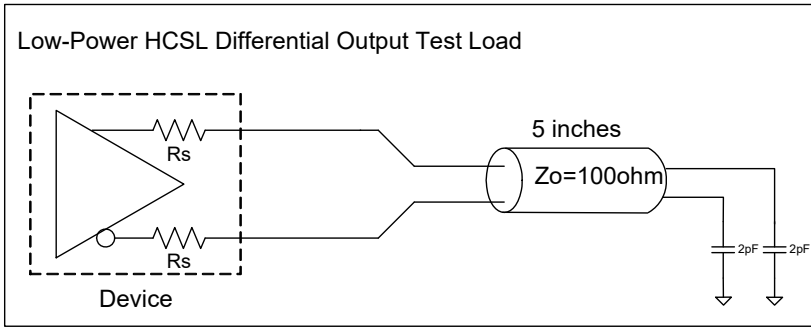 Low-Power HCSL Differential Output Test Load
5 inches
Rs
Zo=100ohm
Rs
2pF
2pF
Device